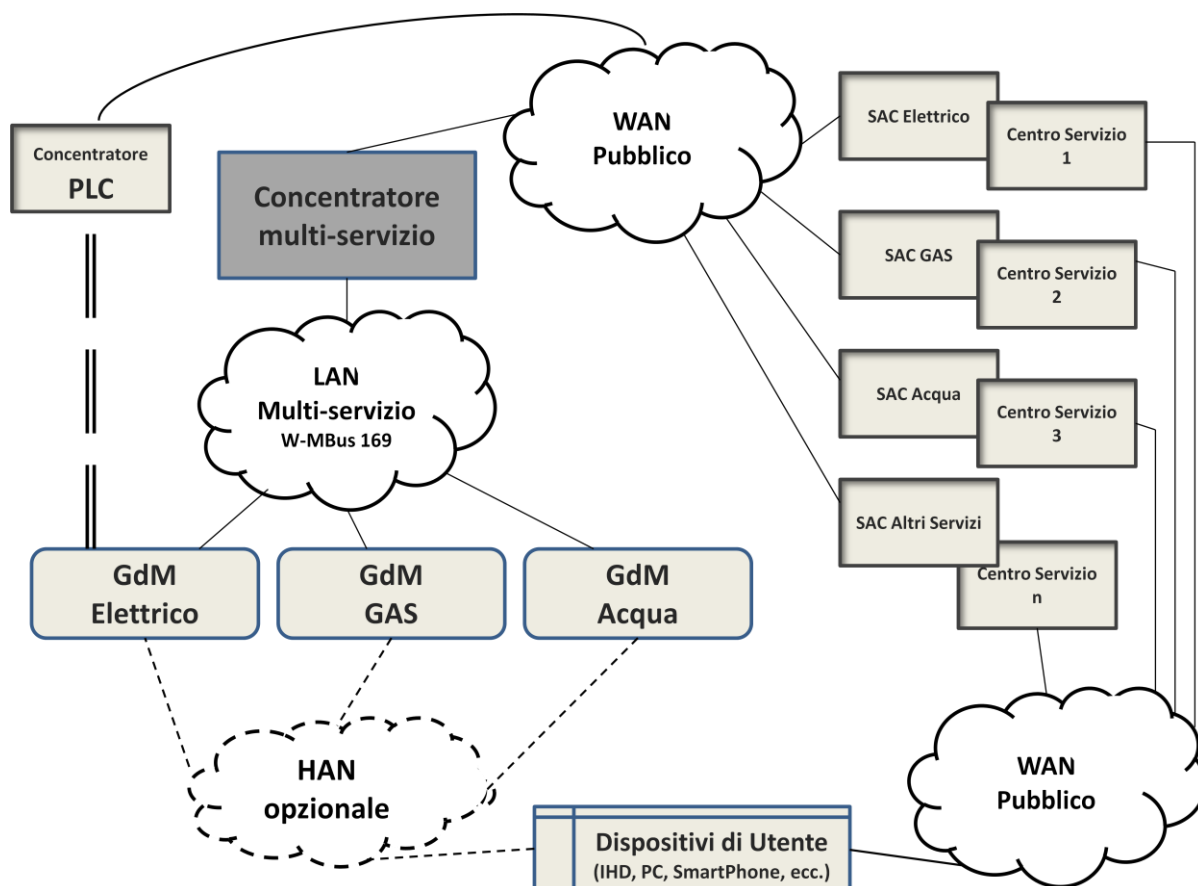 WAN
Pubblico
Concentratore
PLC
Concentratore
multi-servizio
SAC Elettrico
Centro Servizio
1
SAC GAS
Centro Servizio
2
LAN
Multi-servizio
W-MBus 169
SAC Acqua
Centro Servizio
3
SAC Altri Servizi
Centro Servizio
n
GdM
Elettrico
GdM
GAS
GdM
Acqua
HAN
opzionale
WAN
Pubblico
Dispositivi di Utente
(IHD, PC, SmartPhone, ecc.)